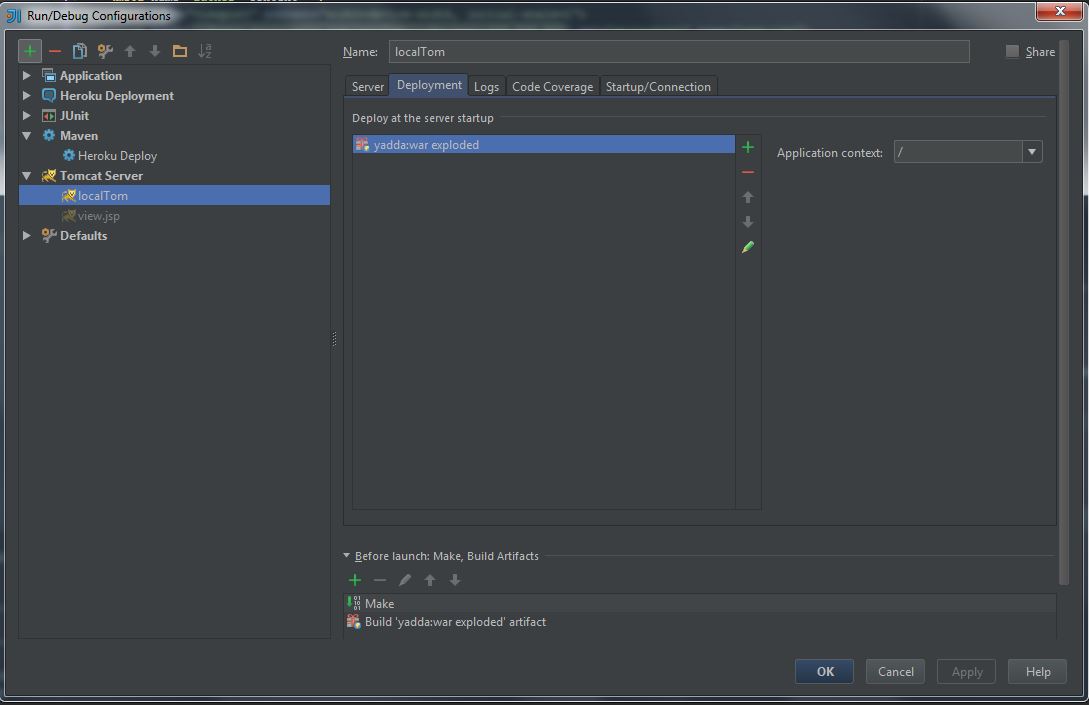 Run/Debug Configurations
Name: localTom Share
Application
Heroku Deployment
JUnit
Maven
Heroku Deploy
Tomcat Server
localTom
view.jsp
Defaults
Server Deployment Logs Code Coverage Startup/Connection
Deploy at the server startup
yadda:war exploded
Application context: /
Before launch: Make, Build Artifacts
Make
Build 'yadda:war exploded' artifact
OK Cancel Apply Help